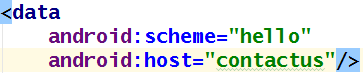 <data
android:scheme="hello"
android:host="contactus"/>